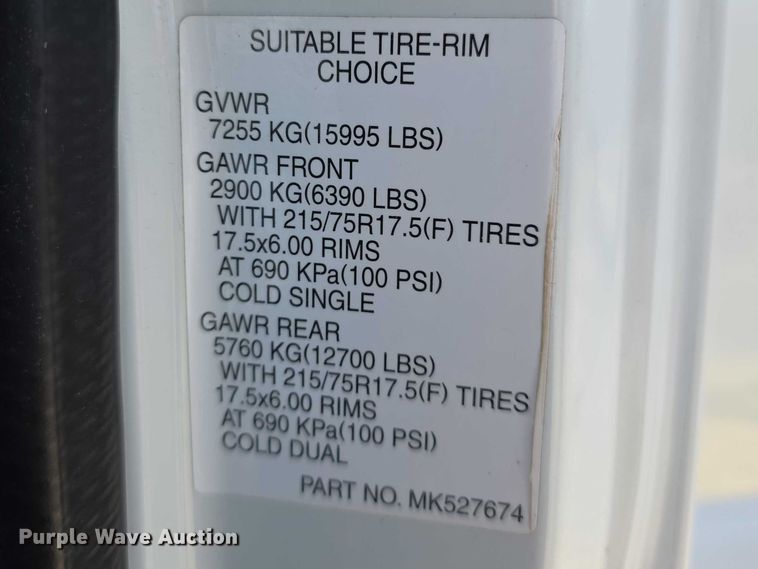 SUITABLE TIRE-RIM
CHOICE
GVWR
7255 KG(15995 LBS)
GAWR FRONT
2900 KG(6390 LBS)
WITH 215/75R17.5(F) TIRES
17.5x6.00 RIMS
AT 690 KPa(100 PSI)
COLD SINGLE
GAWR REAR
5760 KG(12700 LBS)
WITH 215/75R17.5(F) TIRES
17.5x6.00 RIMS
AT 690 KPa(100 PSI)
COLD DUAL
PART NO. MK527674
Purple Wave Auction